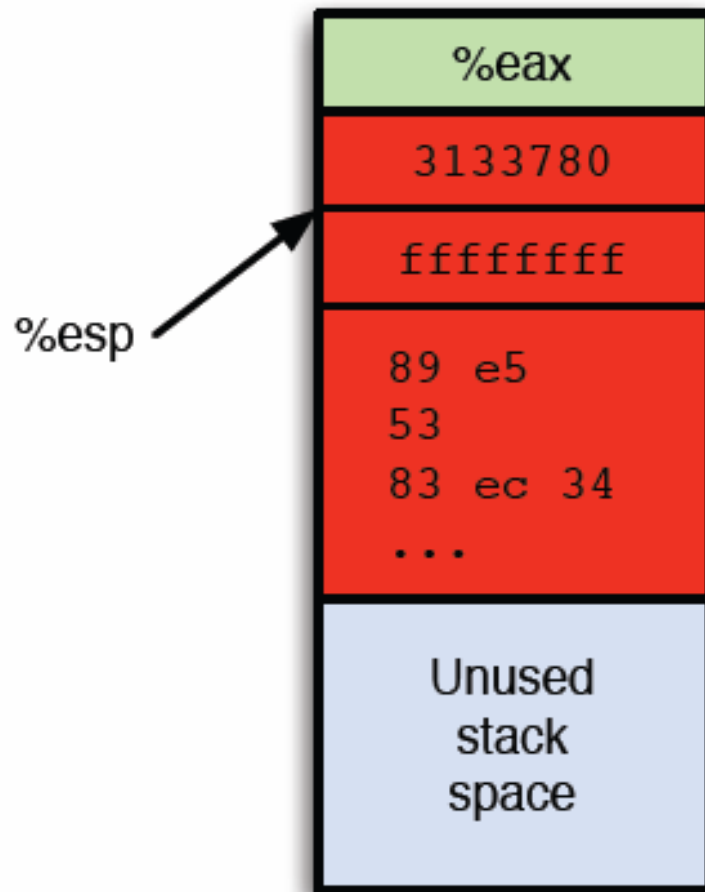 %eax
3133780
ffffffff
%esp
89 e5
53
83 ec 34
...
Unused
stack
space